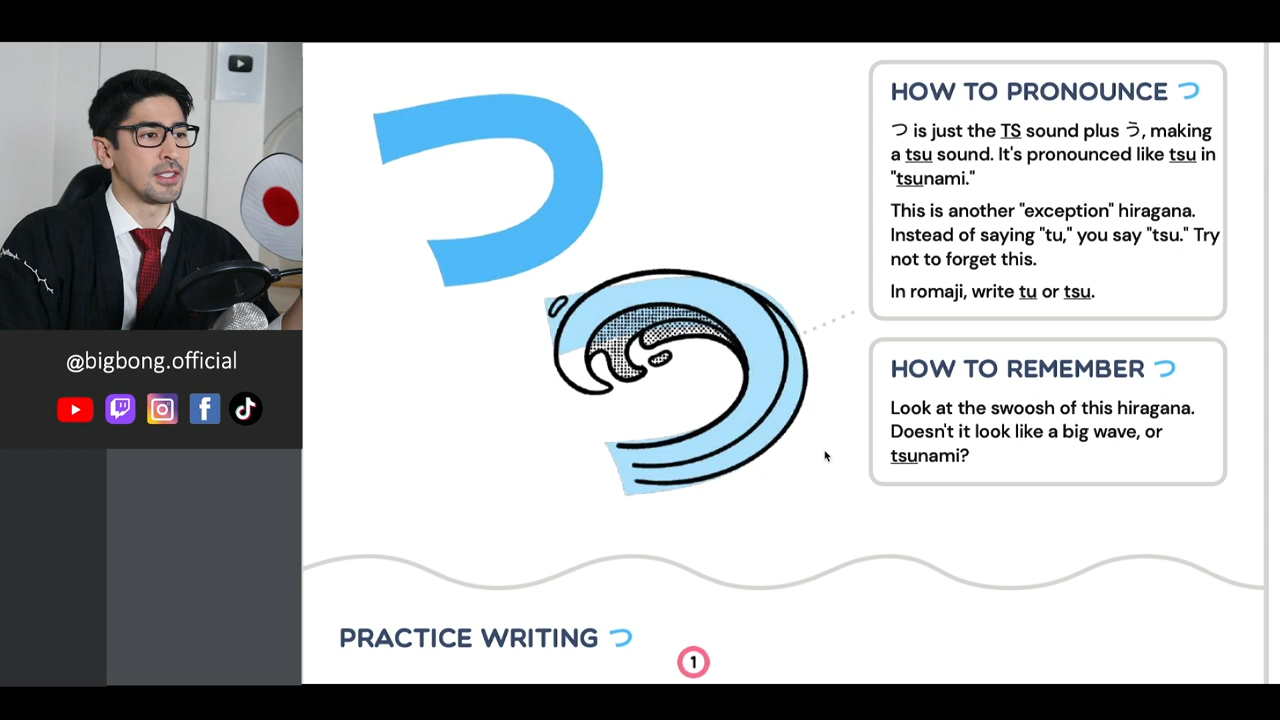 @bigbong.official
つ
HOW TO PRONOUNCE つ
つ is just the TS sound plus う, making
a tsu sound. It's pronounced like tsu in
"tsunami."
This is another "exception" hiragana.
Instead of saying "tu," you say "tsu." Try
not to forget this.
In romaji, write tu or tsu.
HOW TO REMEMBER つ
Look at the swoosh of this hiragana.
Doesn't it look like a big wave, or
tsunami?
PRACTICE WRITING つ
1